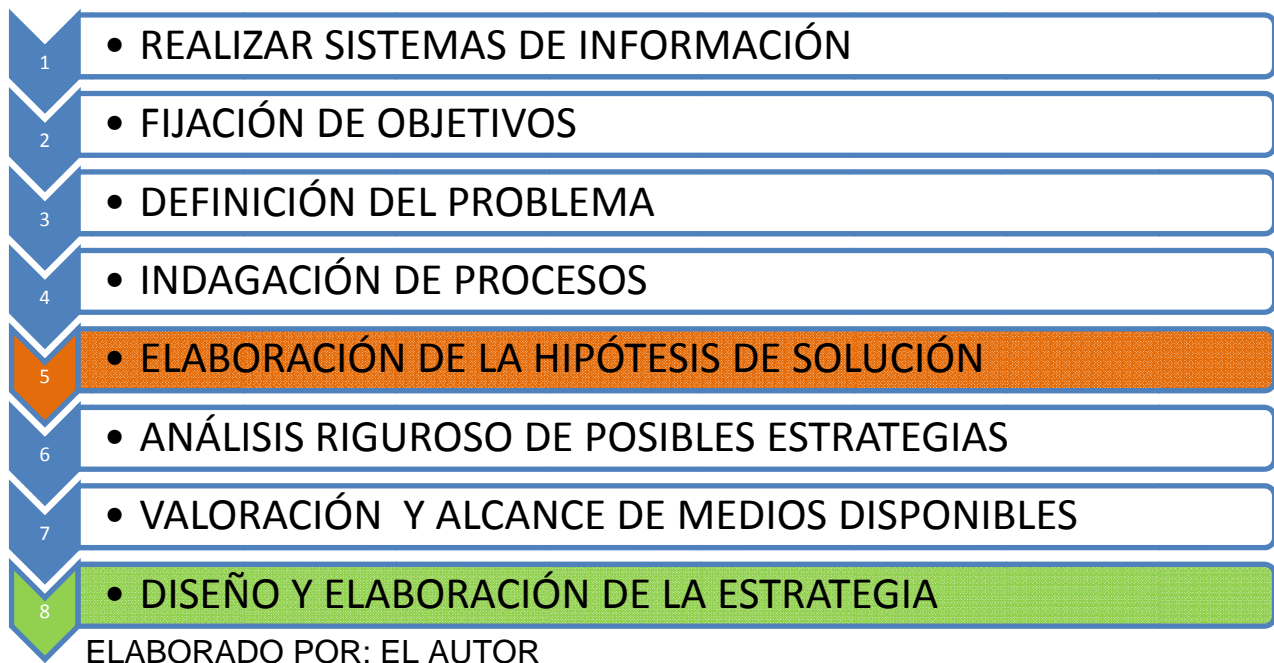 1 • REALIZAR SISTEMAS DE INFORMACIÓN
2 • FIJACIÓN DE OBJETIVOS
3 • DEFINICIÓN DEL PROBLEMA
4 • INDAGACIÓN DE PROCESOS
5 • ELABORACIÓN DE LA HIPÓTESIS DE SOLUCIÓN
6 • ANÁLISIS RIGUROSO DE POSIBLES ESTRATEGIAS
7 • VALORACIÓN Y ALCANCE DE MEDIOS DISPONIBLES
8 • DISEÑO Y ELABORACIÓN DE LA ESTRATEGIA
ELABORADO POR: EL AUTOR